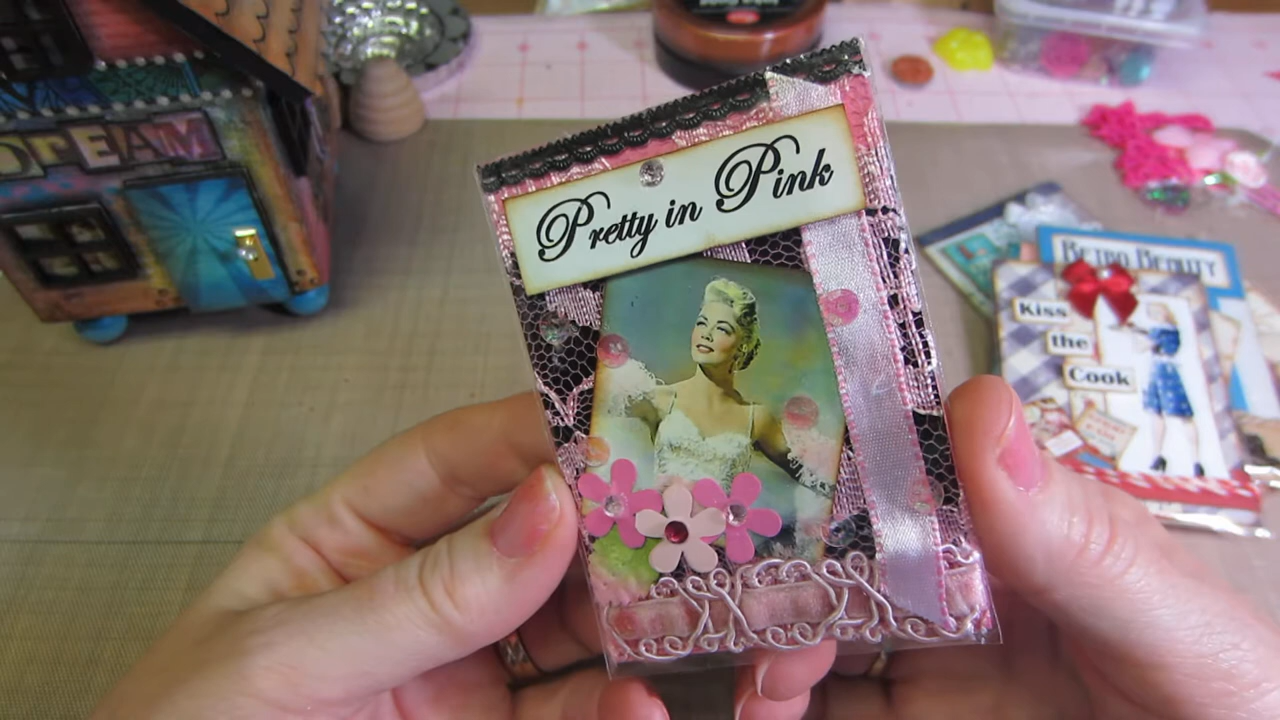 DREAM
Pretty in Pink
RETRO BEAUTY
Kiss
the
Cook